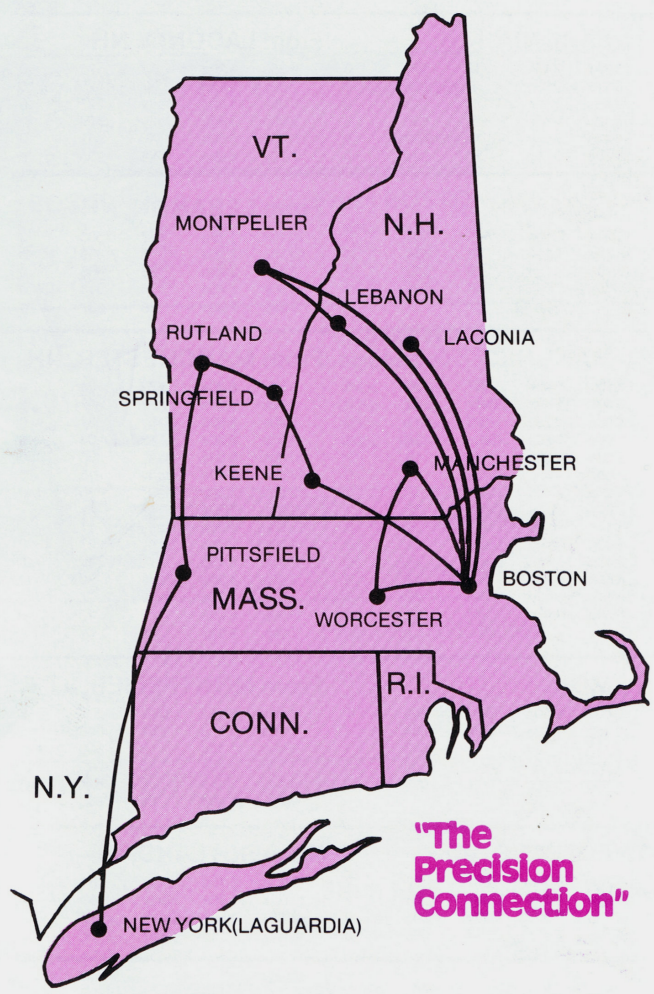 VT.
MONTPELIER
N.H.
LEBANON
RUTLAND
LACONIA
SPRINGFIELD
KEENE
MANCHESTER
PITTSFIELD
BOSTON
MASS.
WORCESTER
R.I.
CONN.
N.Y.
"The
Precision
Connection"
NEW YORK(LAGUARDIA)